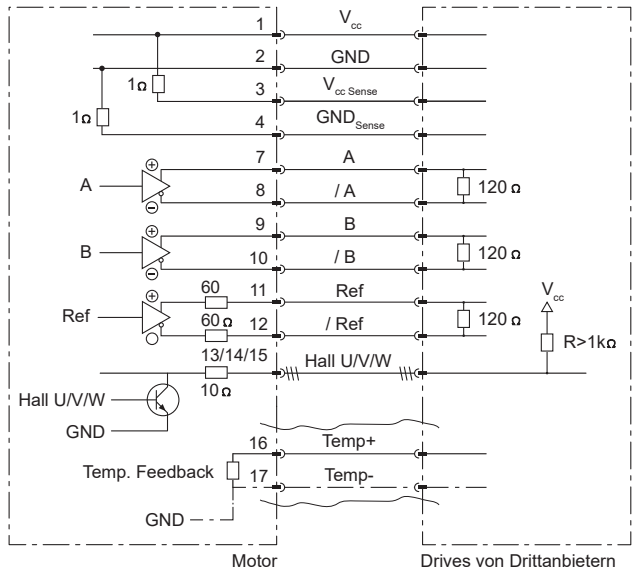 1 V cc
2 GND
1Ω 3 V cc Sense
1Ω 4 GND Sense
7 A
A 8 / A 120 Ω
9 B
B 10 / B 120 Ω
60 11 Ref V cc
Ref 60Ω 12 / Ref 120 Ω R>1kΩ
13/14/15 Hall U/V/W
10Ω
Hall U/V/W
GND
16 Temp+
Temp. Feedback 17 Temp-
GND
Motor Drives von Drittanbietern